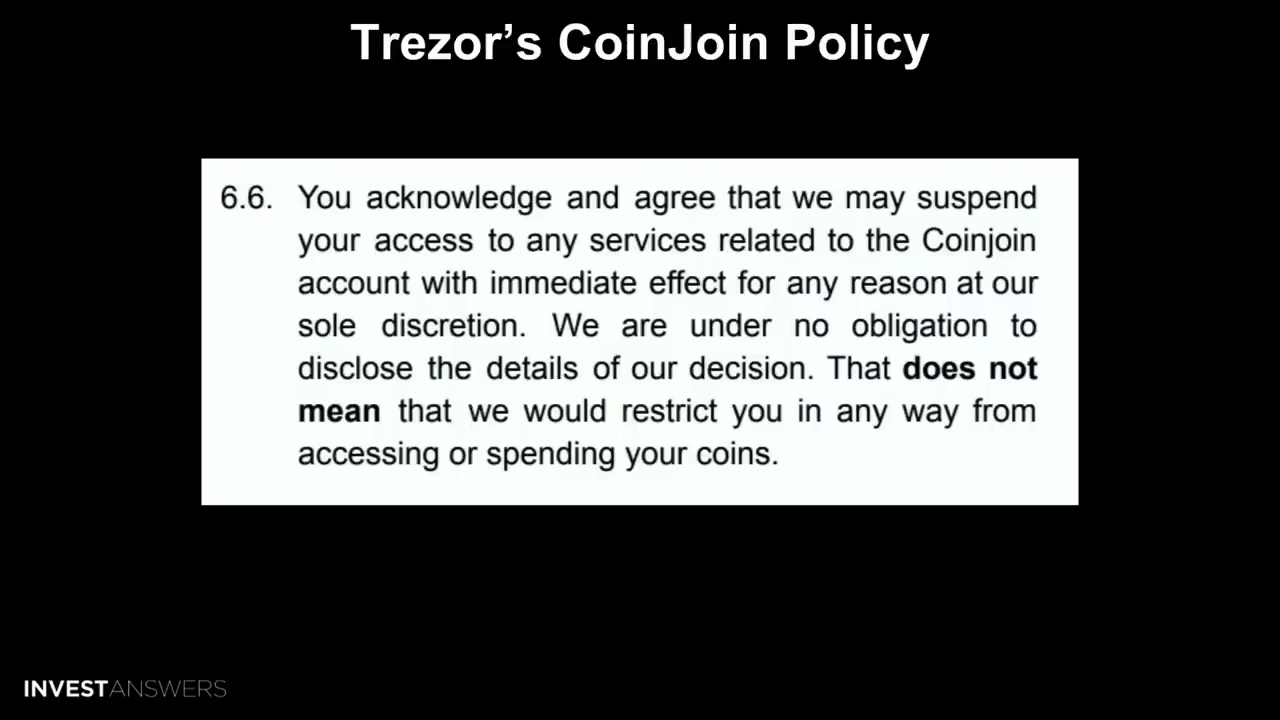 Trezor’s CoinJoin Policy
6.6. You acknowledge and agree that we may suspend
your access to any services related to the Coinjoin
account with immediate effect for any reason at our
sole discretion. We are under no obligation to
disclose the details of our decision. That does not
mean that we would restrict you in any way from
accessing or spending your coins.
INVESTANSWERS